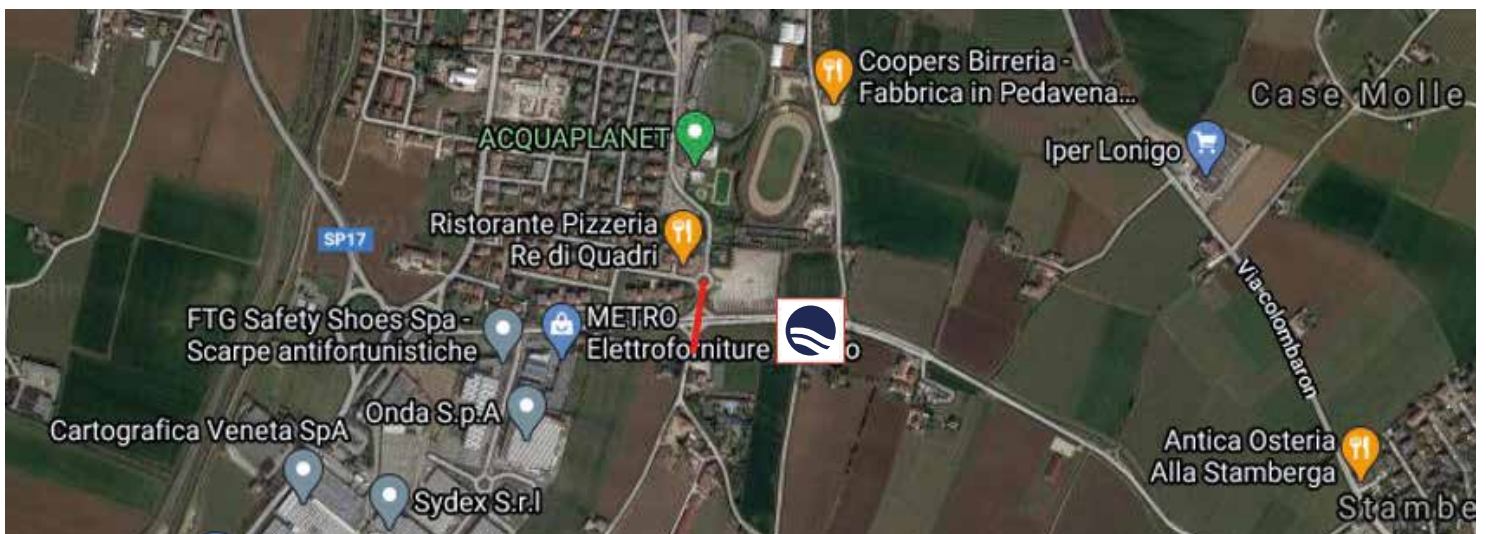 Coopers Birreria -
Fabbrica in Pedavena...
Case Molle
ACQUAPLANET
Iper Lonigo
Ristorante Pizzeria
Re di Quadri
SP17
Via colombaron
FTG Safety Shoes Spa -
Scarpe antifortunistiche
METRO
Elettroforniture
Onda S.p.A
Cartografica Veneta SpA
Antica Osteria
Alla Stamberga
Sydex S.r.l
Stambe